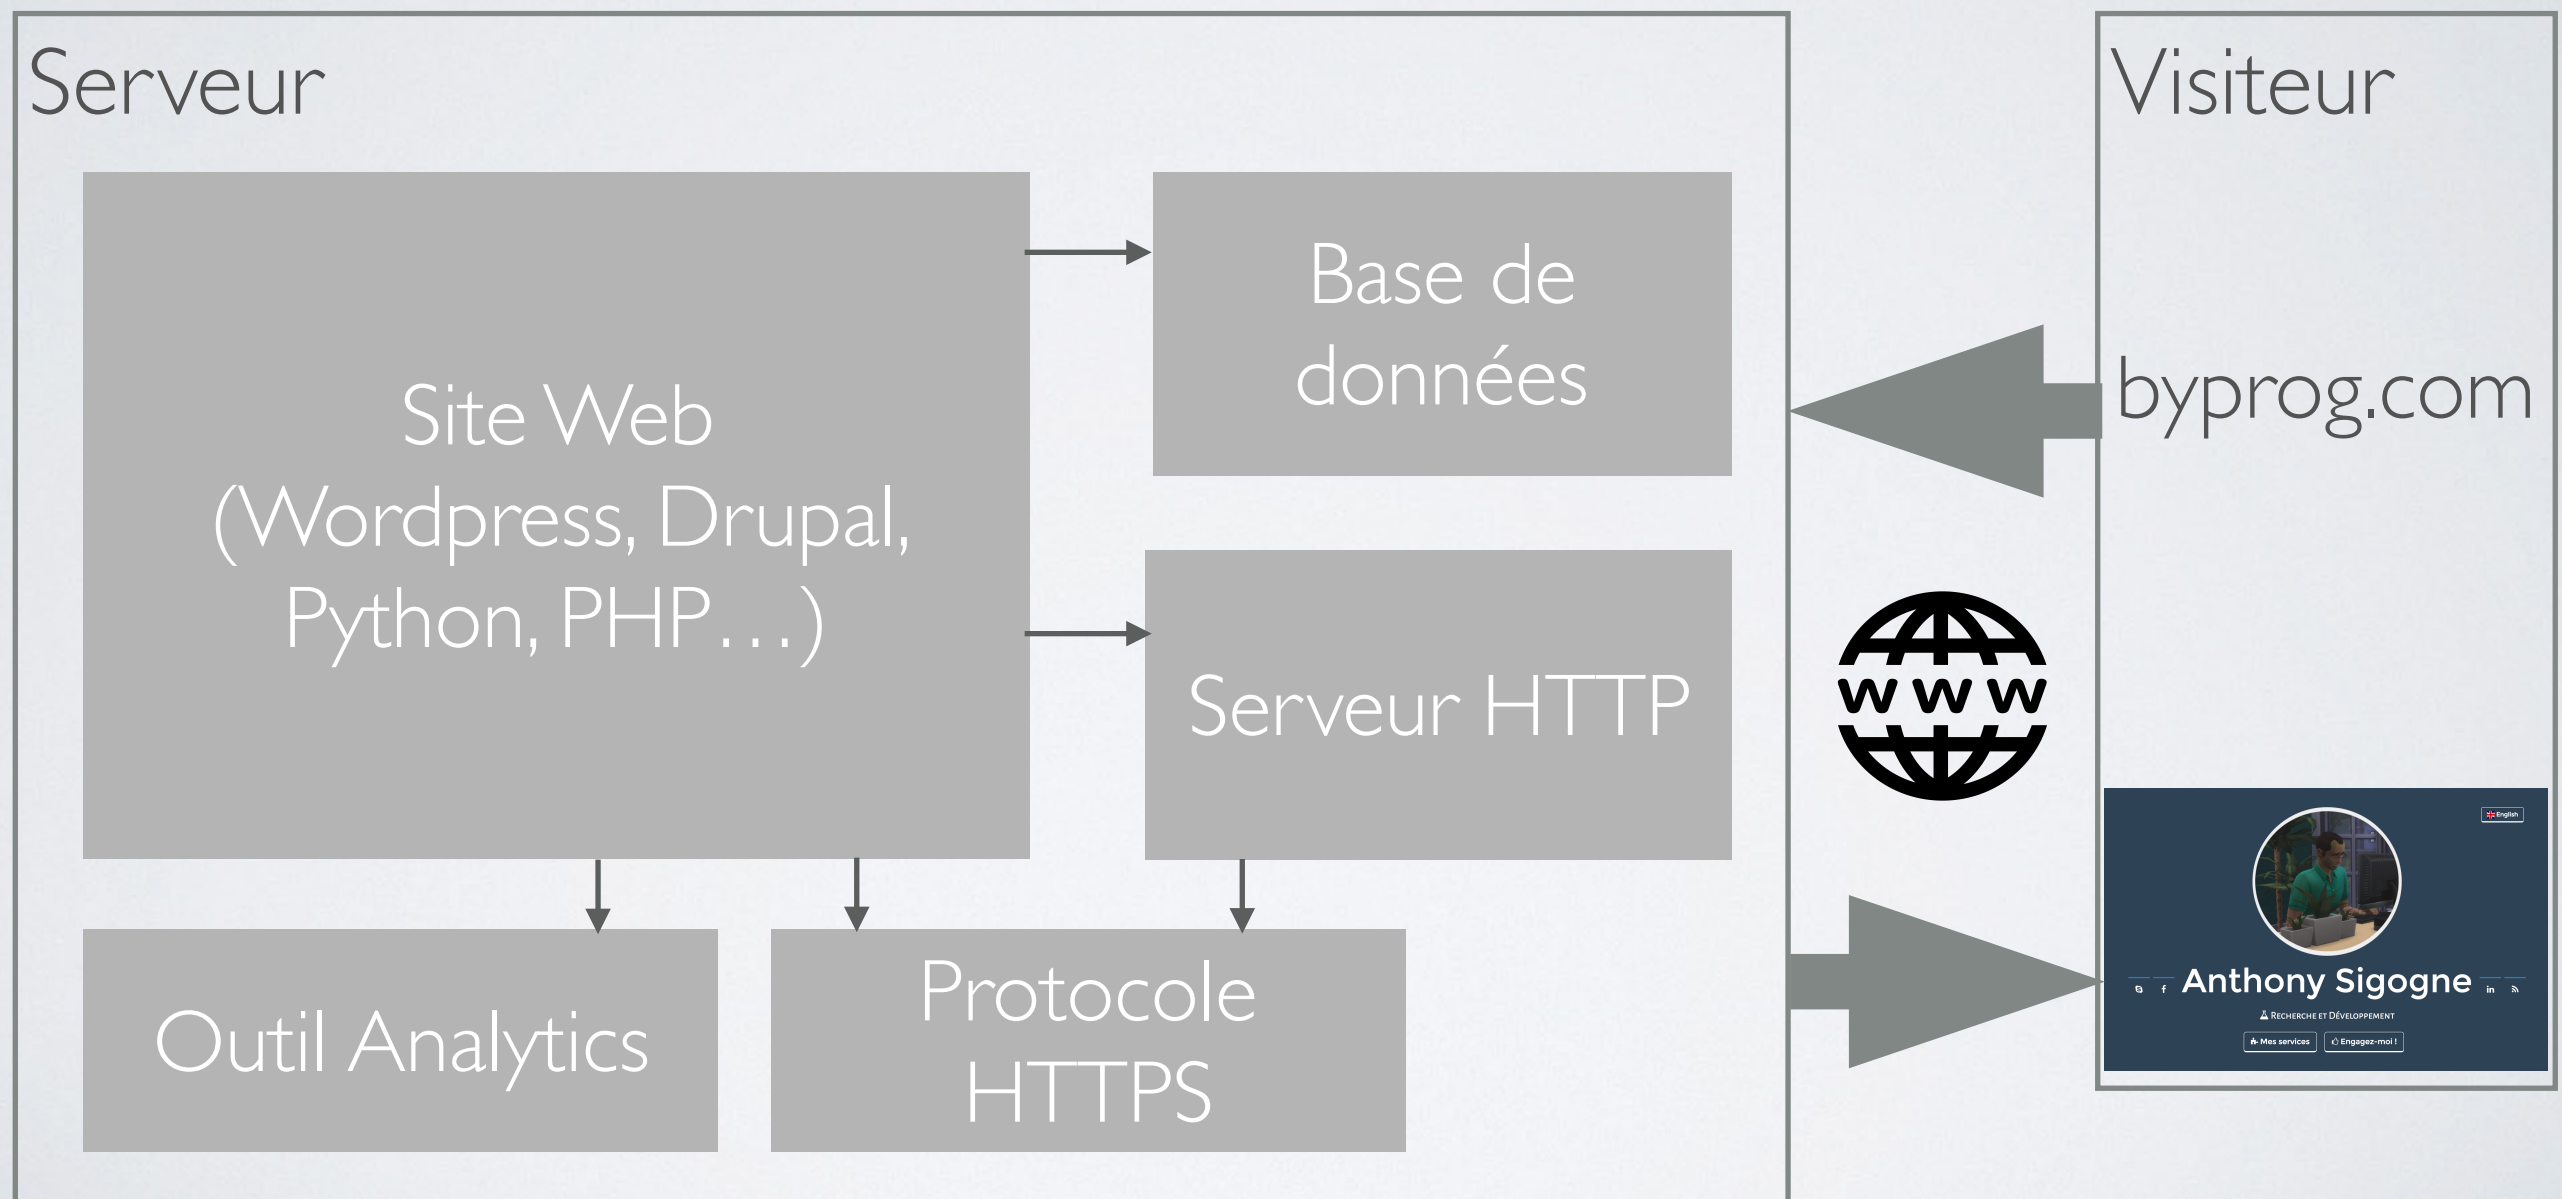 Serveur
Site Web
(Wordpress, Drupal,
Python, PHP…)
Base de
données
Serveur HTTP
Outil Analytics
Protocole
HTTPS
www
Visiteur
byprog.com
English
Anthony Sigogne
Recherche et Développement
Mes services
Engagez-moi !